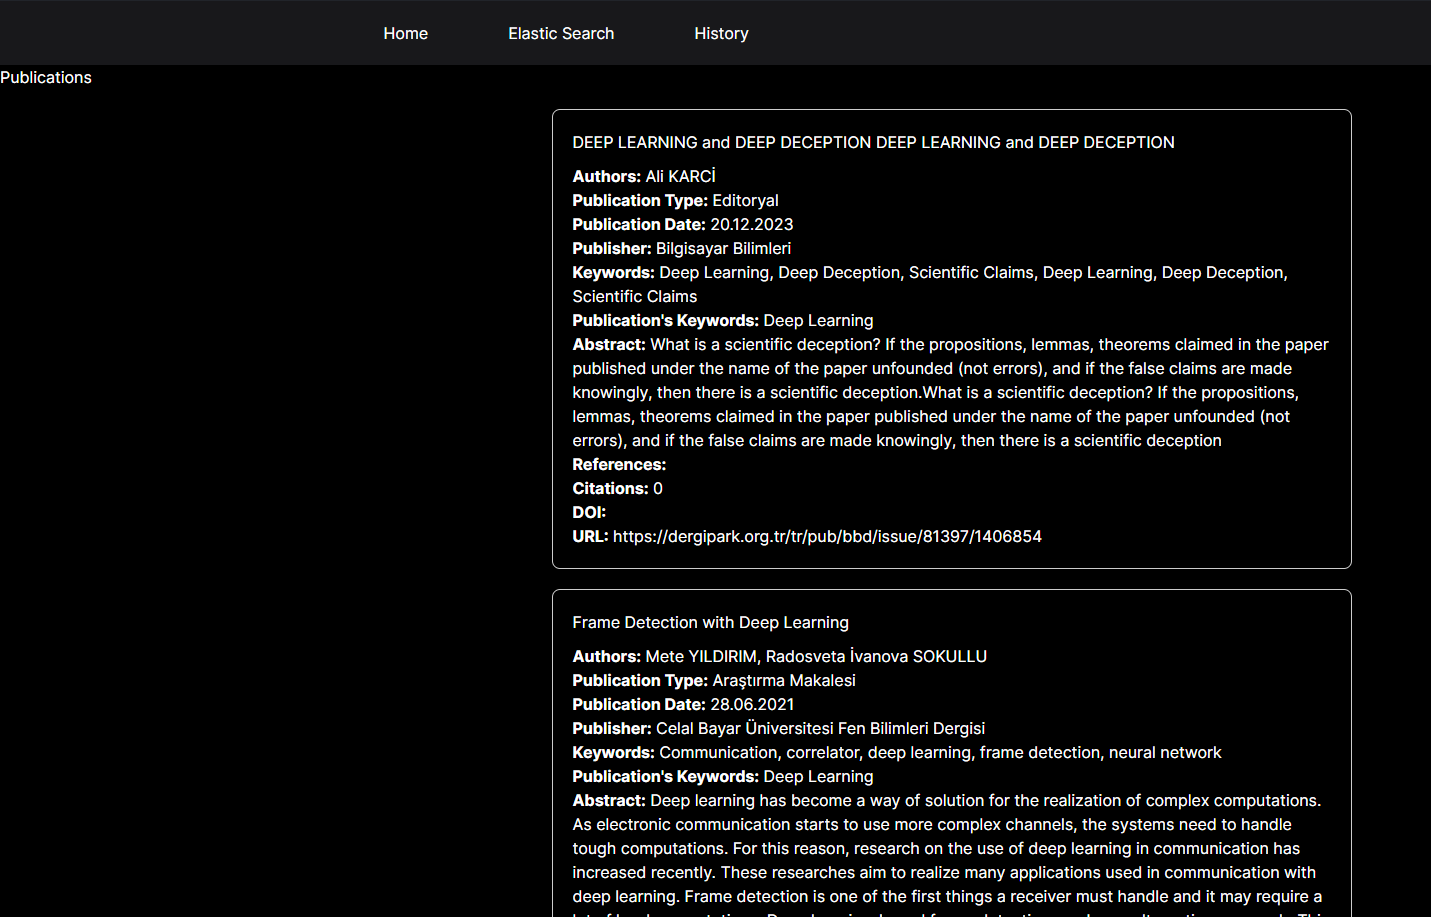 Home Elastic Search History
Publications
DEEP LEARNING and DEEP DECEPTION DEEP LEARNING and DEEP DECEPTION
Authors: Ali KARCİ
Publication Type: Editoryal
Publication Date: 20.12.2023
Publisher: Bilgisayar Bilimleri
Keywords: Deep Learning, Deep Deception, Scientific Claims, Deep Learning, Deep Deception,
Scientific Claims
Publication's Keywords: Deep Learning
Abstract: What is a scientific deception? If the propositions, lemmas, theorems claimed in the paper
published under the name of the paper unfounded (not errors), and if the false claims are made
knowingly, then there is a scientific deception.What is a scientific deception? If the propositions,
lemmas, theorems claimed in the paper published under the name of the paper unfounded (not
errors), and if the false claims are made knowingly, then there is a scientific deception
References:
Citations: 0
DOI:
URL: https://dergipark.org.tr/tr/pub/bbd/issue/81397/1406854
Frame Detection with Deep Learning
Authors: Mete YILDIRIM, Radosveta İvanova SOKULLU
Publication Type: Araştırma Makalesi
Publication Date: 28.06.2021
Publisher: Celal Bayar Üniversitesi Fen Bilimleri Dergisi
Keywords: Communication, correlator, deep learning, frame detection, neural network
Publication's Keywords: Deep Learning
Abstract: Deep learning has become a way of solution for the realization of complex computations.
As electronic communication starts to use more complex channels, the systems need to handle
tough computations. For this reason, research on the use of deep learning in communication has
increased recently. These researches aim to realize many applications used in communication with
deep learning. Frame detection is one of the first things a receiver must handle and it may require a